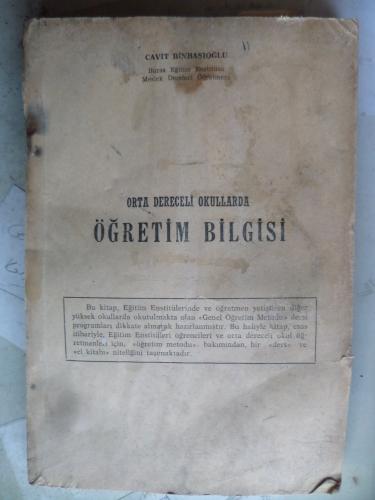 CAVİT BİNBAŞIOĞLU
Bursa Eğitim Enstitüsü
Meslek Dersleri Öğretmeni
ORTA DERECELİ OKULLARDA
ÖĞRETİM BİLGİSİ
Bu kitap, Eğitim Enstitülerinde ve öğretmen yetiştiren diğer
yüksek okullarda okutulmakta olan «Genel Öğretim Metodu» dersi
programları dikkate alınarak hazırlanmıştır. Bu haliyle kitap, esas
itibariyle, Eğitim Enstitüleri öğrencileri ve orta dereceli okul öğ-
retmenleri için, «öğretim metodu» bakımından, bir «ders» ve
«el kitabı» niteliğini taşımaktadır.